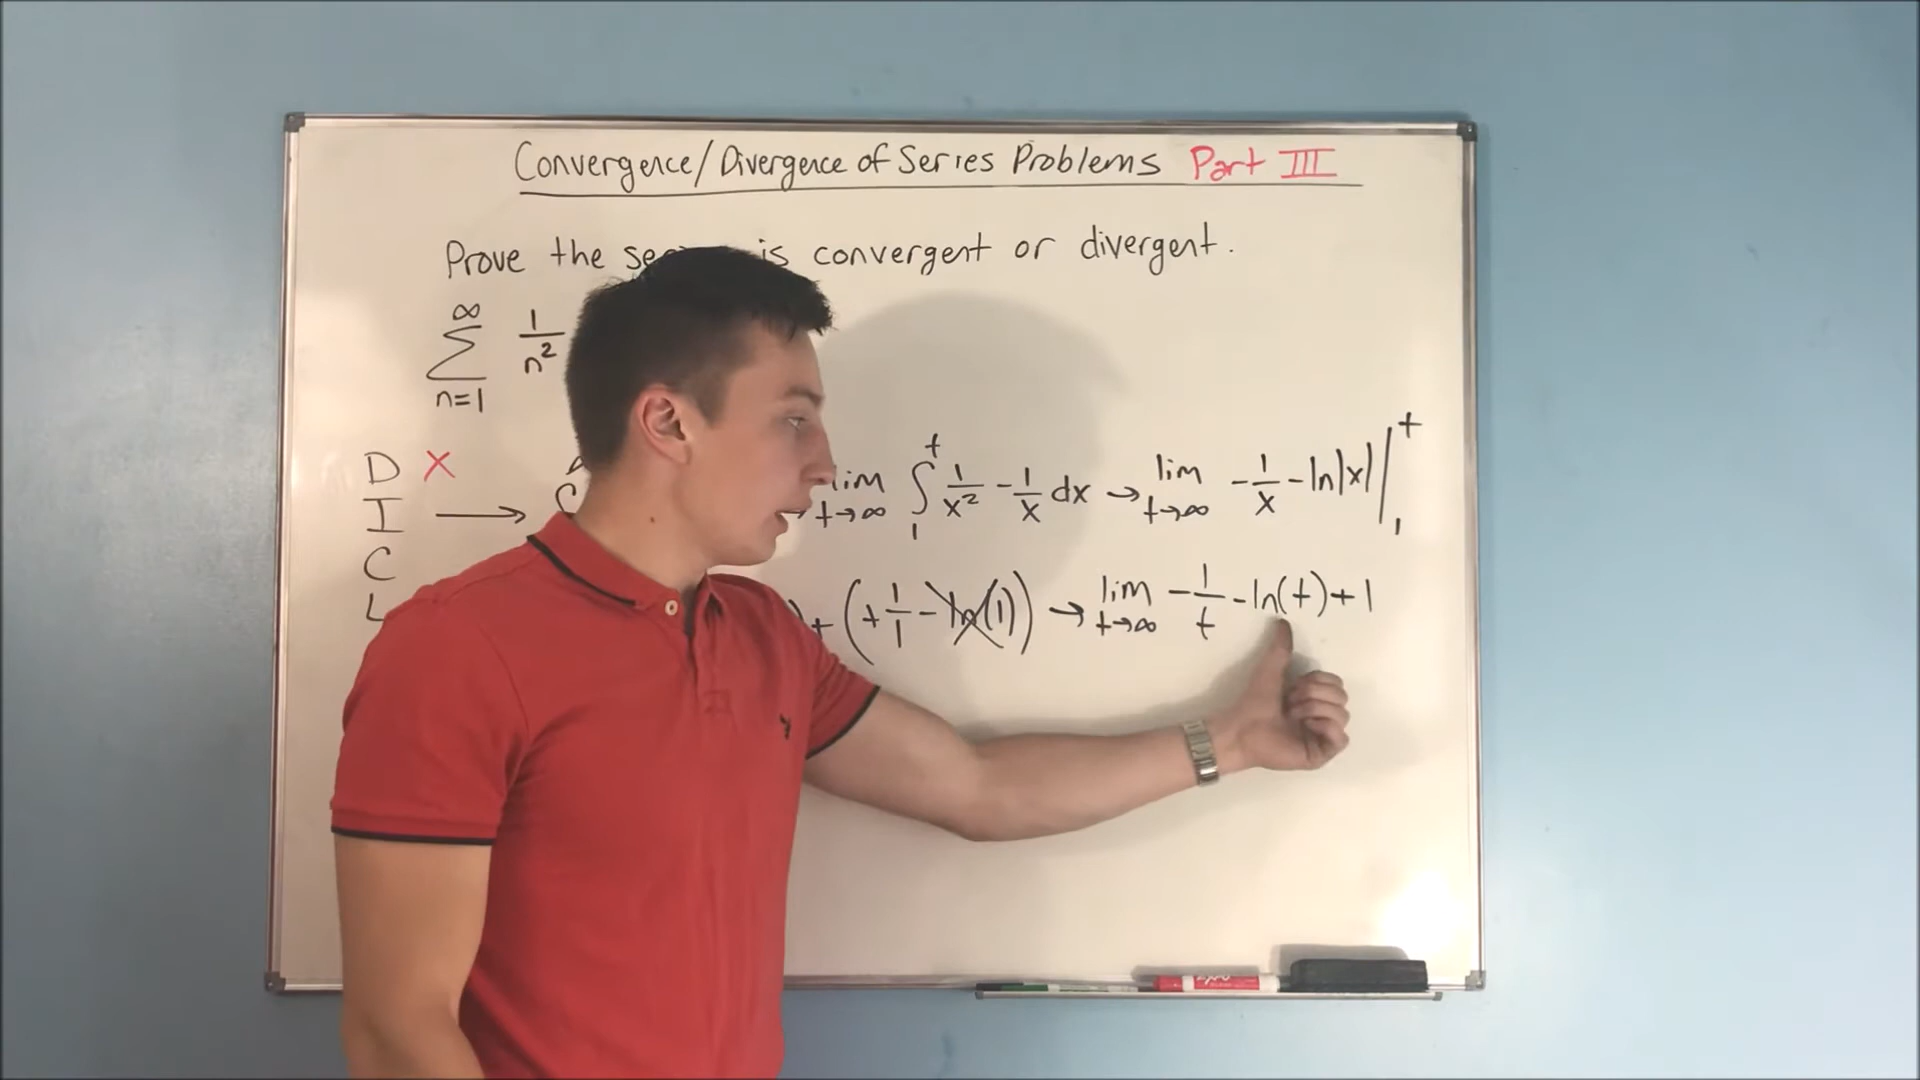 Convergence/Divergence of Series Problems Part III
Prove the is convergent or divergent.
∞
∑ 1/n²
n=1
D X
I → lim t→∞ ∫₁ᵗ 1/x² - 1/x dx → lim t→∞ -1/x - ln|x| |₁ᵗ
C
L + (+1/1 - ln(1)) → lim t→∞ -1/t - ln(t) + 1
EXPO